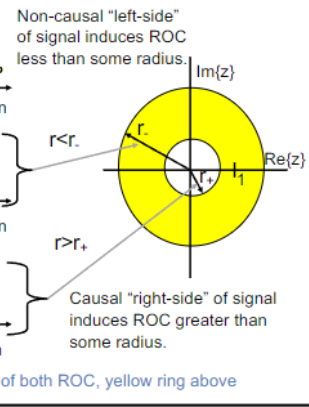 Non-causal "left-side"
of signal induces ROC
less than some radius.
Im{z}
n
r<r-
r-
Re{z}
r+
1
n
r>r+
Causal "right-side" of signal
induces ROC greater than
some radius.
of both ROC, yellow ring above